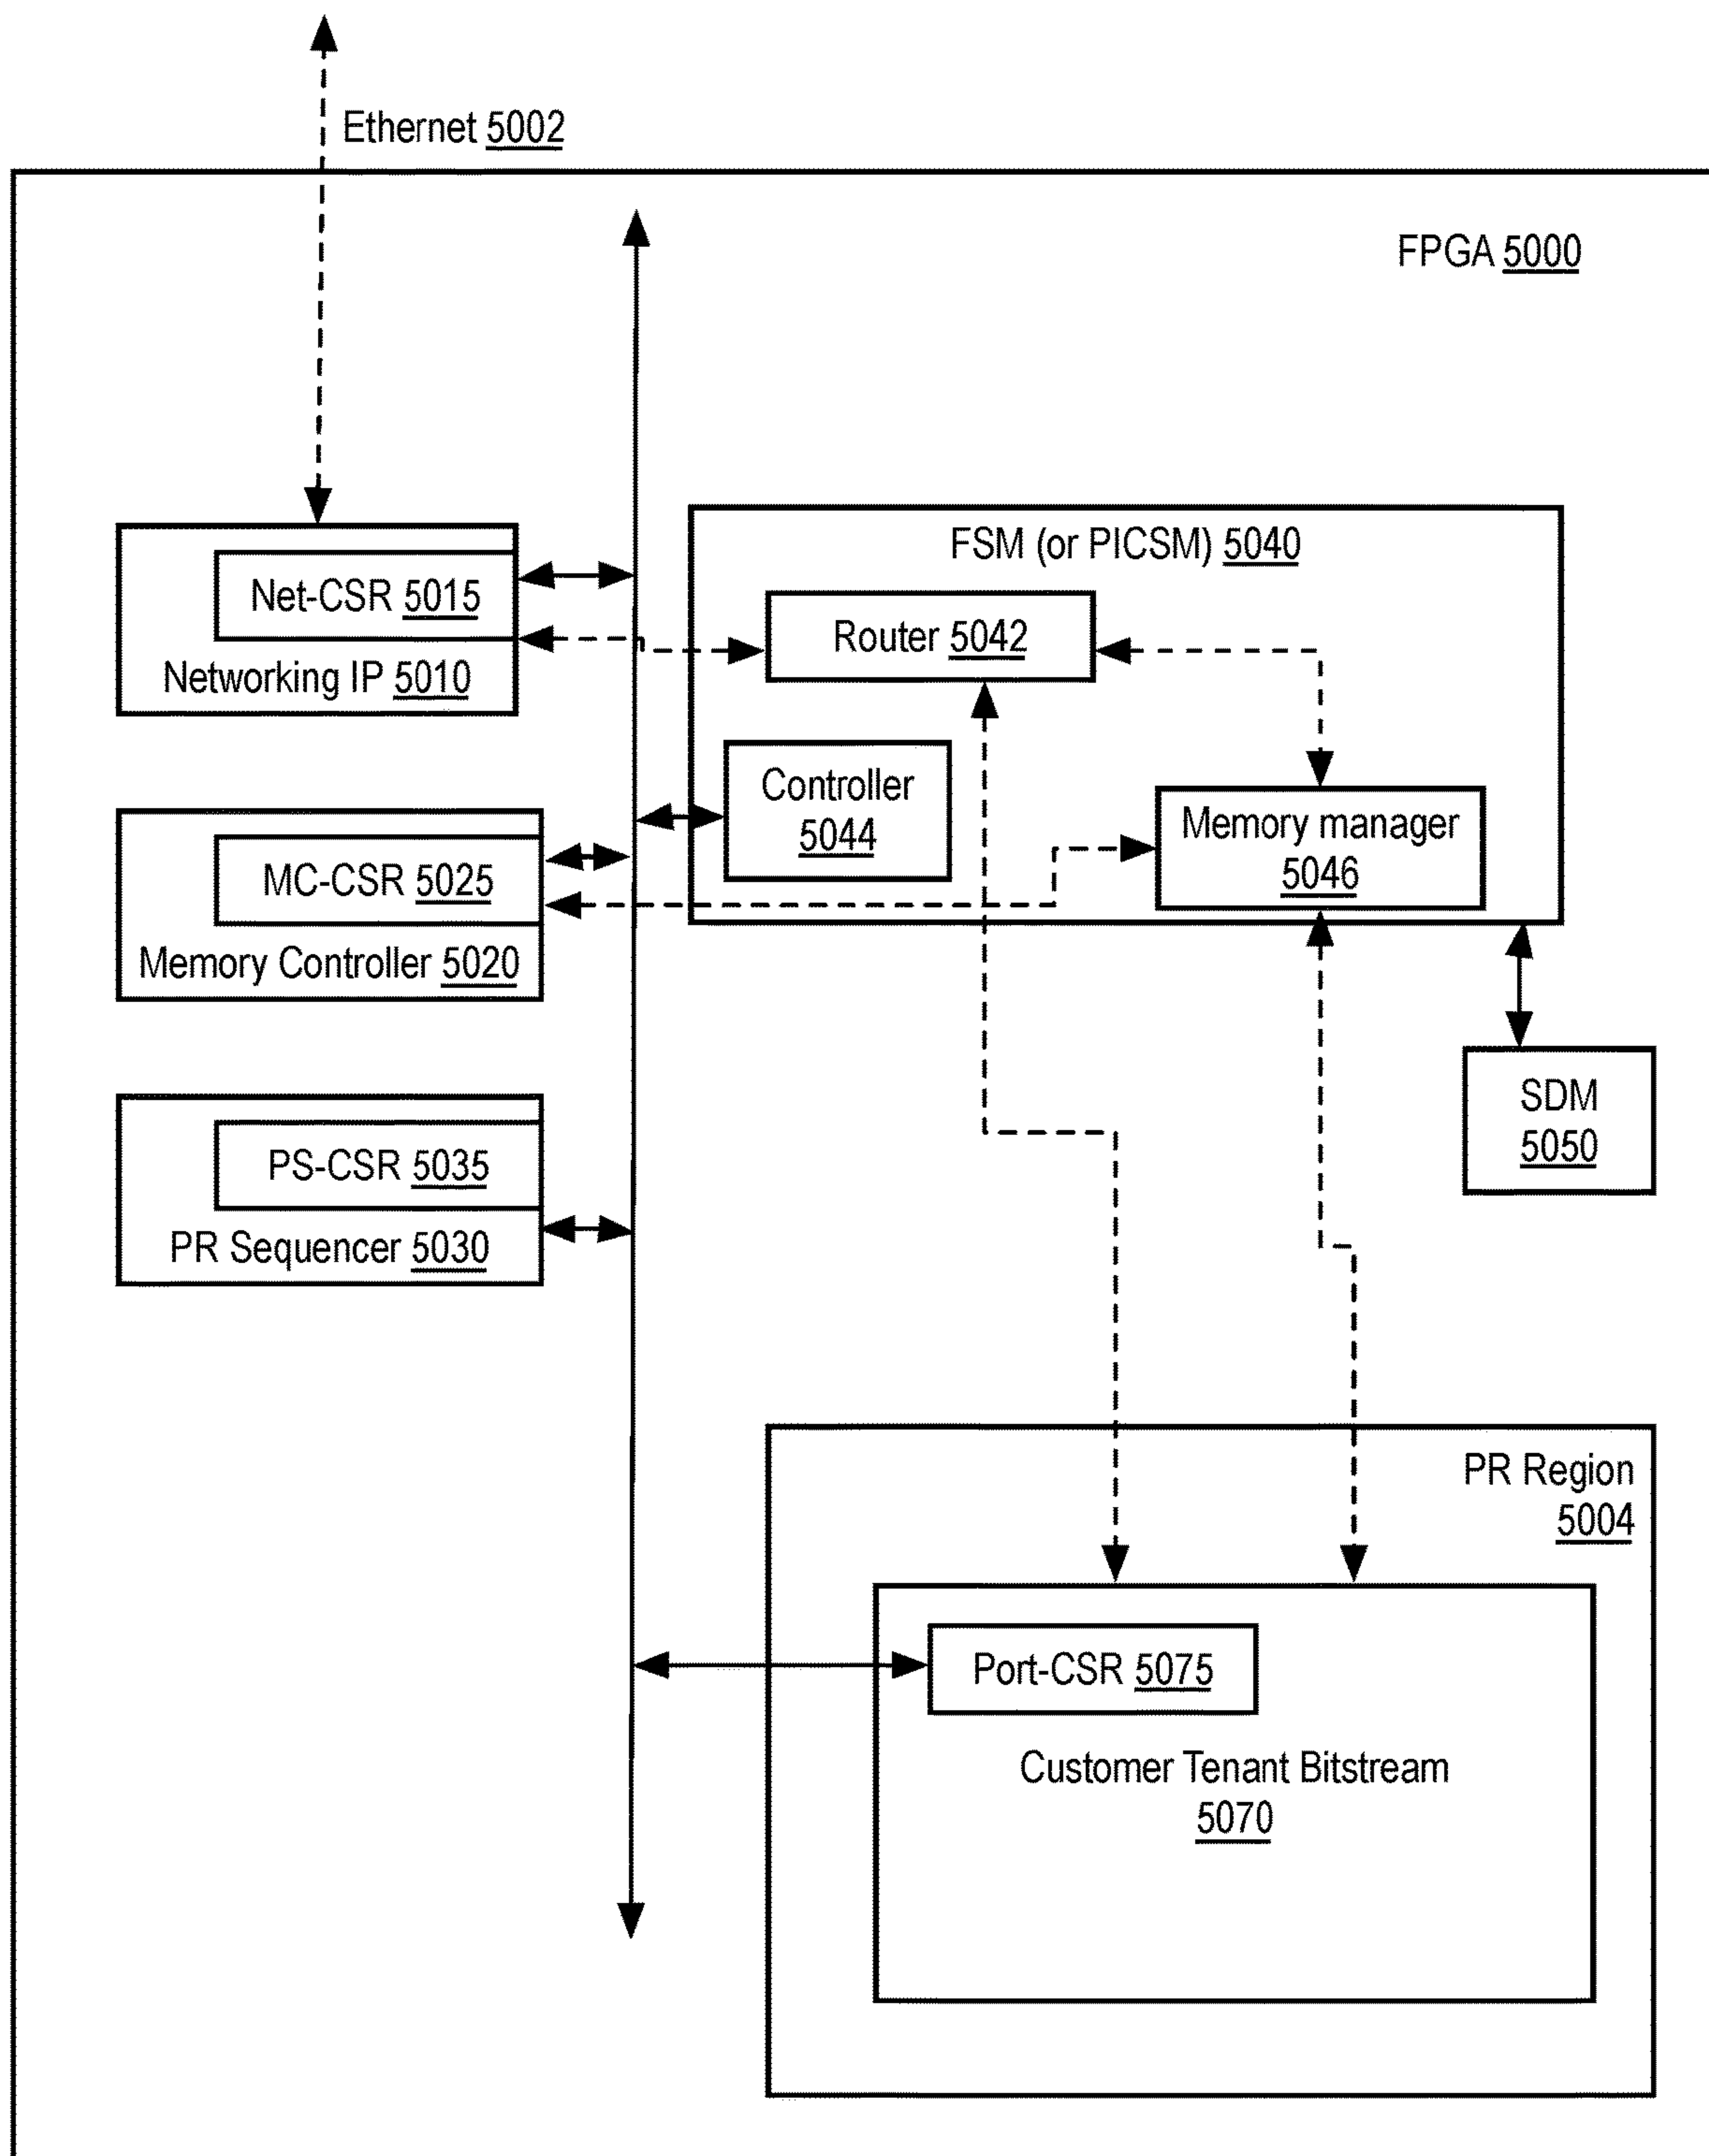 Ethernet 5002
FPGA 5000
Net-CSR 5015
Networking IP 5010
FSM (or PICSM) 5040
Router 5042
Controller
5044
Memory manager
5046
MC-CSR 5025
Memory Controller 5020
SDM
5050
PS-CSR 5035
PR Sequencer 5030
PR Region
5004
Port-CSR 5075
Customer Tenant Bitstream
5070